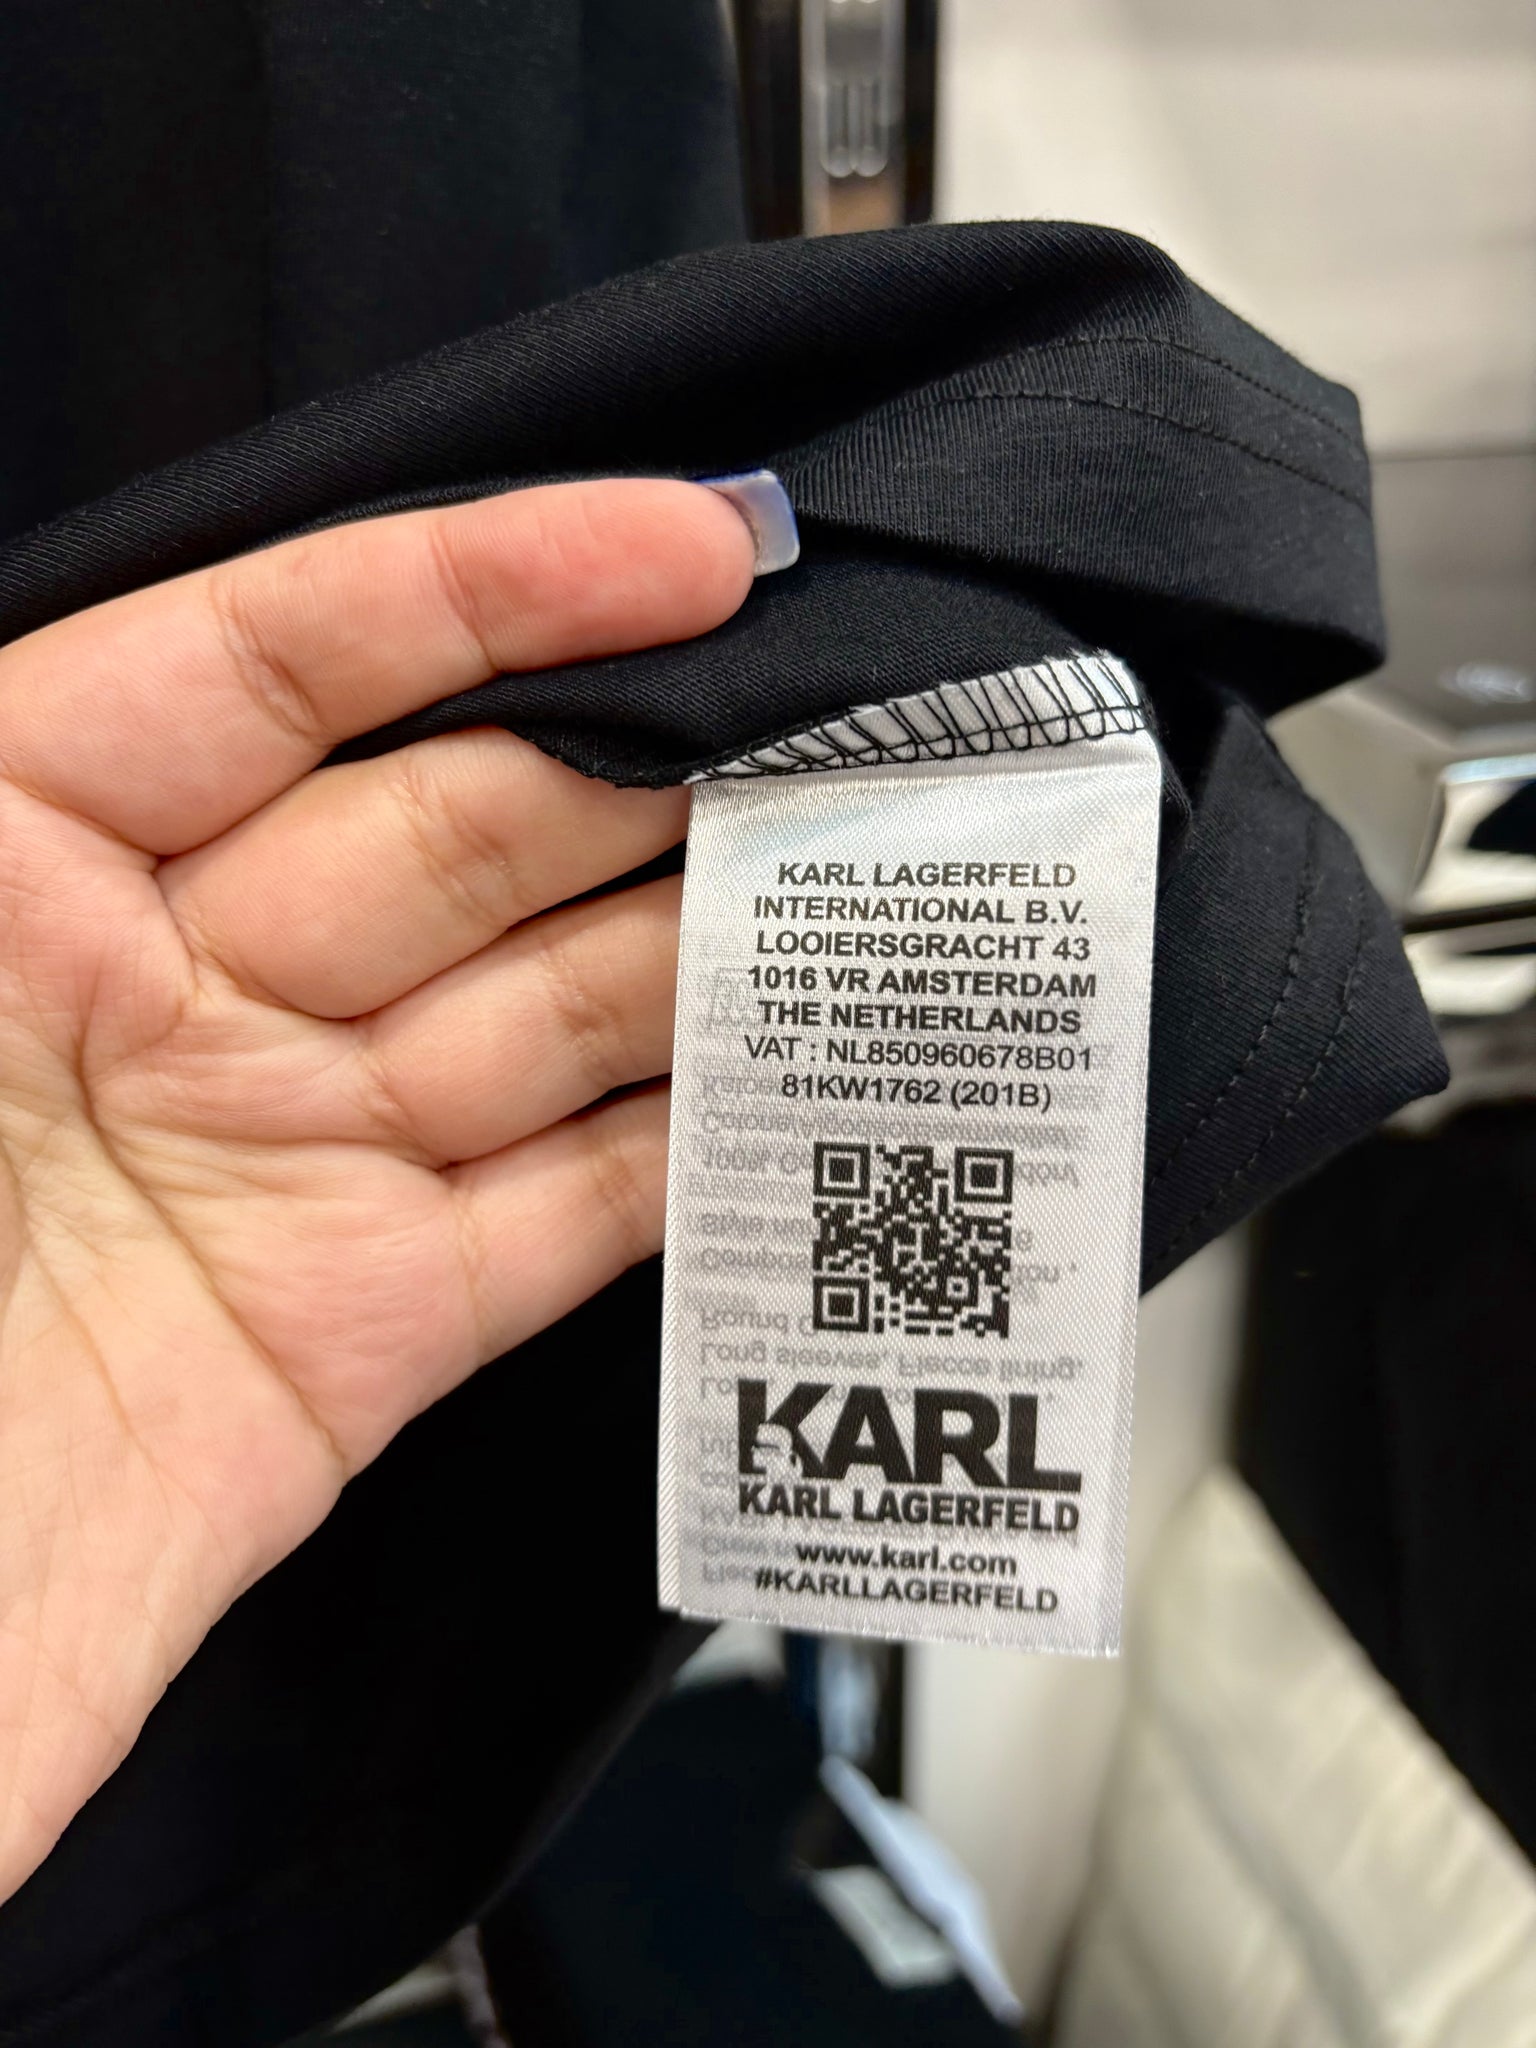 KARL LAGERFELD
INTERNATIONAL B.V.
LOOIERSGRACHT 43
1016 VR AMSTERDAM
THE NETHERLANDS
VAT : NL850960678B01
81KW1762 (201B)
KARL
KARL LAGERFELD
www.karl.com
#KARLLAGERFELD